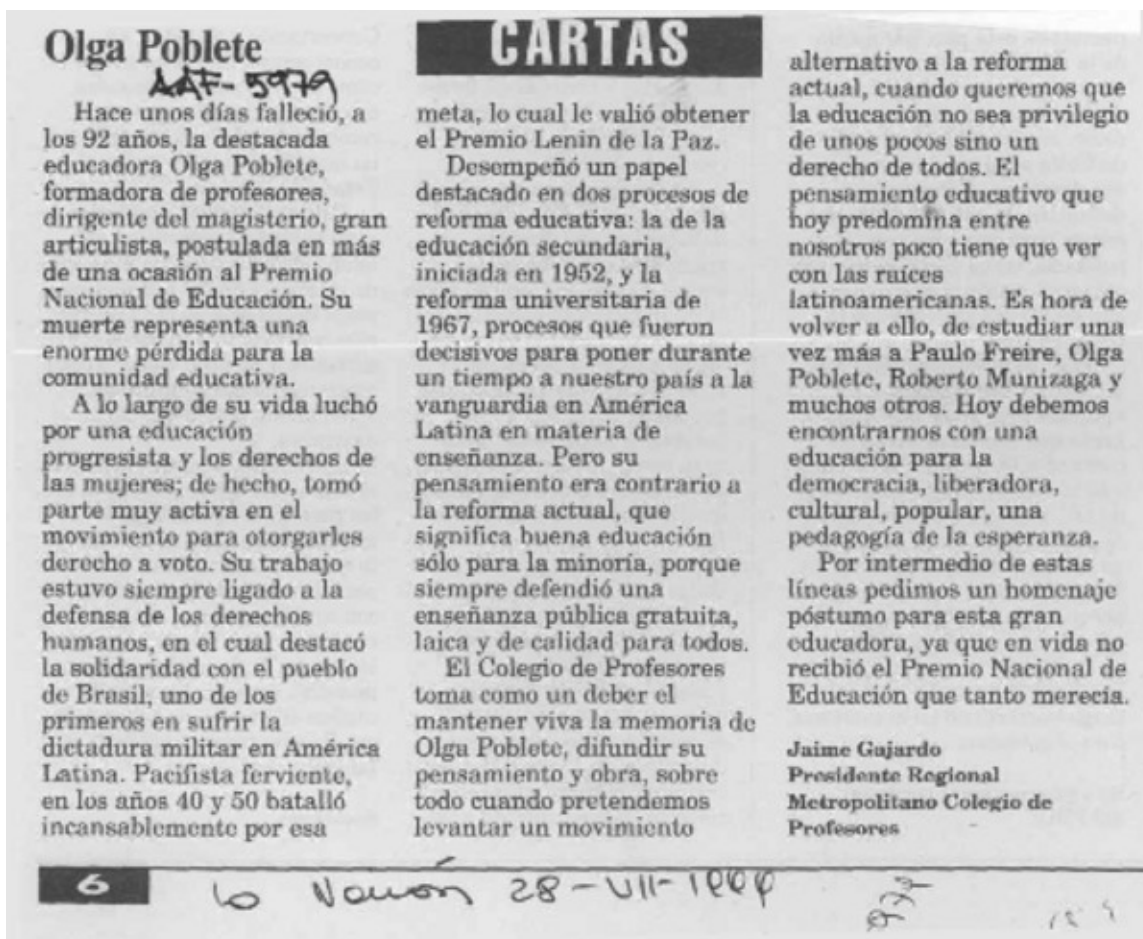 Olga Poblete
AAF-5979
Hace unos días falleció, a
los 92 años, la destacada
educadora Olga Poblete,
formadora de profesores,
dirigente del magisterio, gran
articulista, postulada en más
de una ocasión al Premio
Nacional de Educación. Su
muerte representa una
enorme pérdida para la
comunidad educativa.
A lo largo de su vida luchó
por una educación
progresista y los derechos de
las mujeres; de hecho, tomó
parte muy activa en el
movimiento para otorgarles
derecho a voto. Su trabajo
estuvo siempre ligado a la
defensa de los derechos
humanos, en el cual destacó
la solidaridad con el pueblo
de Brasil, uno de los
primeros en sufrir la
dictadura militar en América
Latina. Pacifista ferviente,
en los años 40 y 50 batalló
incansablemente por esa
CARTAS
meta, lo cual le valió obtener
el Premio Lenin de la Paz.
Desempeñó un papel
destacado en dos procesos de
reforma educativa: la de la
educación secundaria,
iniciada en 1952, y la
reforma universitaria de
1967, procesos que fueron
decisivos para poner durante
un tiempo a nuestro país a la
vanguardia en América
Latina en materia de
enseñanza. Pero su
pensamiento era contrario a
la reforma actual, que
significa buena educación
sólo para la minoría, porque
siempre defendió una
enseñanza pública gratuita,
laica y de calidad para todos.
El Colegio de Profesores
toma como un deber el
mantener viva la memoria de
Olga Poblete, difundir su
pensamiento y obra, sobre
todo cuando pretendemos
levantar un movimiento
alternativo a la reforma
actual, cuando queremos que
la educación no sea privilegio
de unos pocos sino un
derecho de todos. El
pensamiento educativo que
hoy predomina entre
nosotros poco tiene que ver
con las raíces
latinoamericanas. Es hora de
volver a ello, de estudiar una
vez más a Paulo Freire, Olga
Poblete, Roberto Munizaga y
muchos otros. Hoy debemos
encontrarnos con una
educación para la
democracia, liberadora,
cultural, popular, una
pedagogía de la esperanza.
Por intermedio de estas
líneas pedimos un homenaje
póstumo para esta gran
educadora, ya que en vida no
recibió el Premio Nacional de
Educación que tanto merecía.
Jaime Gajardo
Presidente Regional
Metropolitano Colegio de
Profesores
6
La Nación 28-VII-1999